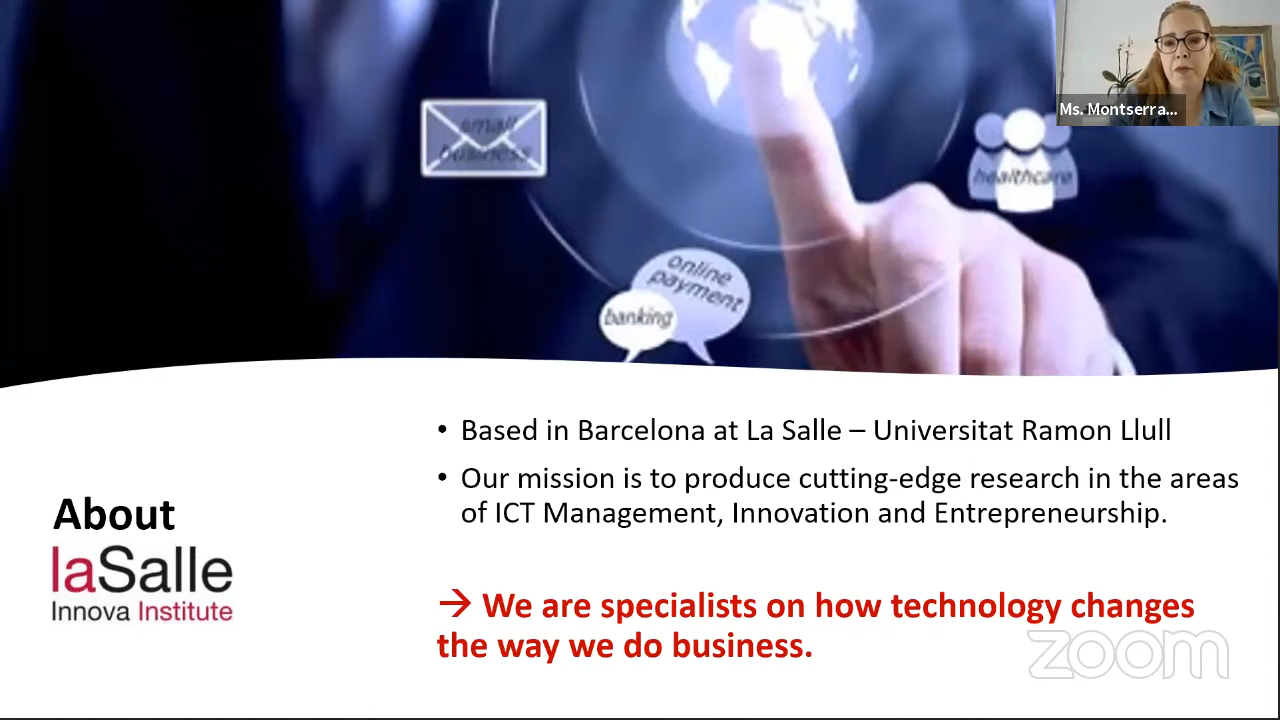 Ms. Montserra...
small
business
healthcare
online
payment
banking
• Based in Barcelona at La Salle – Universitat Ramon Llull
• Our mission is to produce cutting-edge research in the areas
of ICT Management, Innovation and Entrepreneurship.
About
laSalle
Innova Institute
→ We are specialists on how technology changes
the way we do business.
zoom